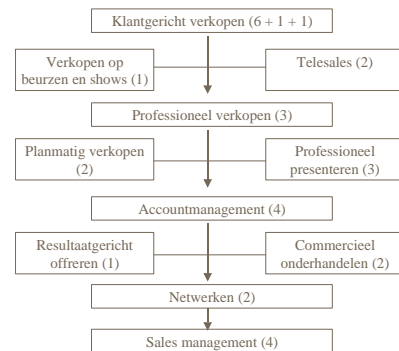 Klantgericht verkopen (6 + 1 + 1)
Verkopen op
beurzen en shows (1)
Telesales (2)
Professioneel verkopen (3)
Planmatig verkopen
(2)
Professioneel
presenteren (3)
Accountmanagement (4)
Resultaatgericht
offreren (1)
Commercieel
onderhandelen (2)
Netwerken (2)
Sales management (4)